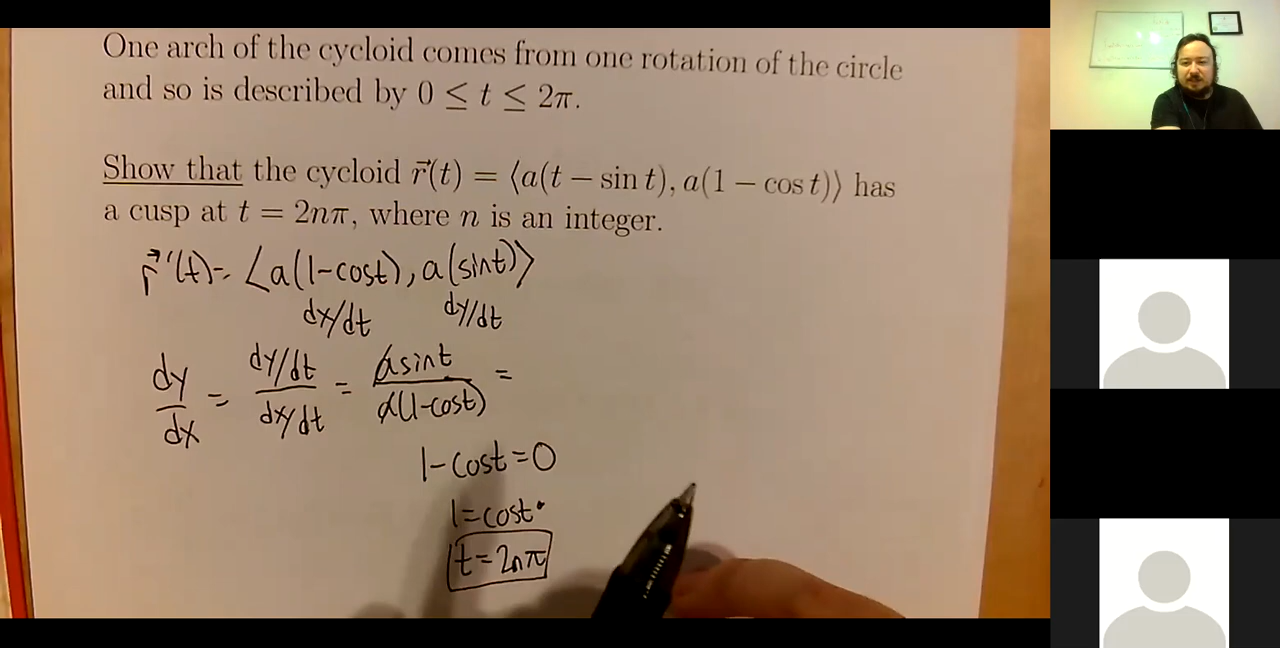 One arch of the cycloid comes from one rotation of the circle
and so is described by 0 ≤ t ≤ 2π.
Show that the cycloid r⃗(t) = ⟨a(t − sin t), a(1 − cos t)⟩ has
a cusp at t = 2nπ, where n is an integer.
r⃗'(t) = ⟨a(1-cost), a(sint)⟩
dx/dt dy/dt
dy/dx = (dy/dt)/(dx/dt) = asint/a(1-cost) =
1-cost=0
1=cost
t=2nπ